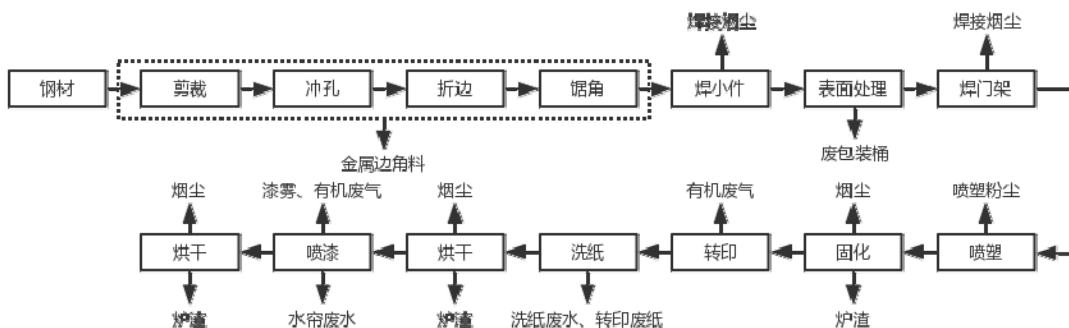 焊接烟尘 焊接烟尘
钢材 剪裁 冲孔 折边 锯角 焊小件 表面处理 焊门架
金属边角料 废包装桶
烟尘 漆雾、有机废气 烟尘 有机废气 烟尘 喷塑粉尘
烘干 喷漆 烘干 洗纸 转印 固化 喷塑
炉渣 水帘废水 炉渣 洗纸废水、转印废纸 炉渣